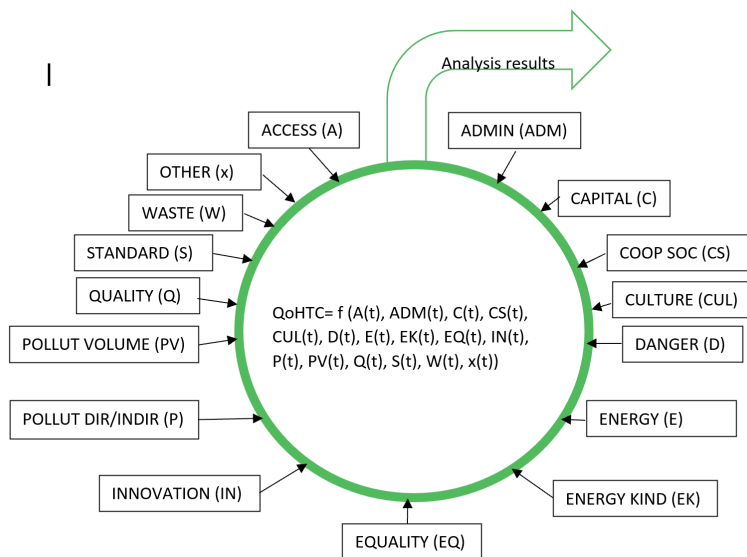 Analysis results
I
ACCESS (A)
ADMIN (ADM)
OTHER (x)
CAPITAL (C)
WASTE (W)
STANDARD (S)
COOP SOC (CS)
QUALITY (Q)
CULTURE (CUL)
POLLUT VOLUME (PV)
DANGER (D)
QoHTC= f (A(t), ADM(t), C(t), CS(t),
CUL(t), D(t), E(t), EK(t), EQ(t), IN(t),
P(t), PV(t), Q(t), S(t), W(t), x(t))
POLLUT DIR/INDIR (P)
ENERGY (E)
INNOVATION (IN)
ENERGY KIND (EK)
EQUALITY (EQ)